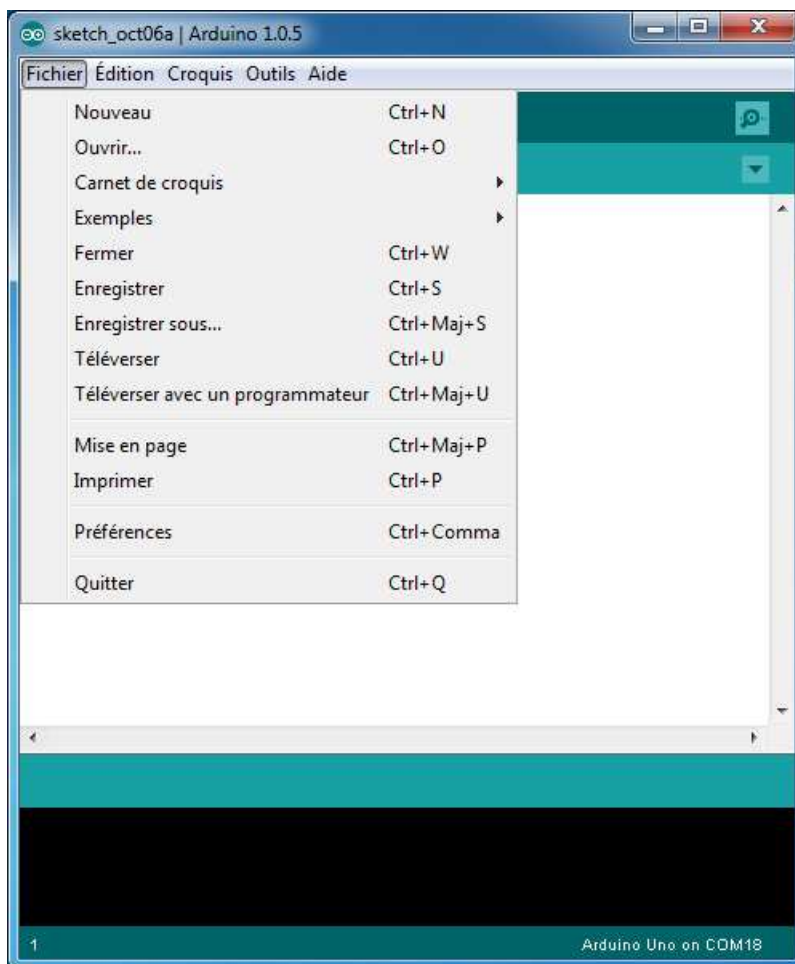 sketch_oct06a | Arduino 1.0.5
Fichier Édition Croquis Outils Aide
Nouveau Ctrl+N
Ouvrir... Ctrl+O
Carnet de croquis
Exemples
Fermer Ctrl+W
Enregistrer Ctrl+S
Enregistrer sous... Ctrl+Maj+S
Téléverser Ctrl+U
Téléverser avec un programmateur Ctrl+Maj+U
Mise en page Ctrl+Maj+P
Imprimer Ctrl+P
Préférences Ctrl+Comma
Quitter Ctrl+Q
1 Arduino Uno on COM18